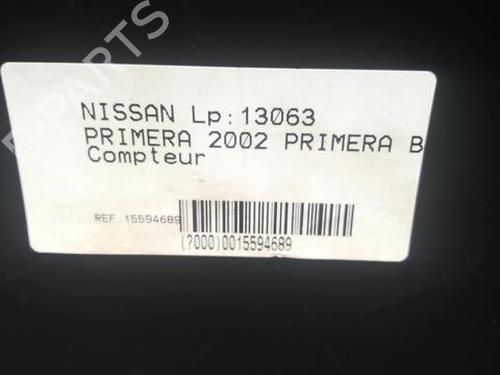 B-PARTS
NISSAN Lp:13063
PRIMERA 2002 PRIMERA B
Compteur
REF 15594689
(?000)0015594689